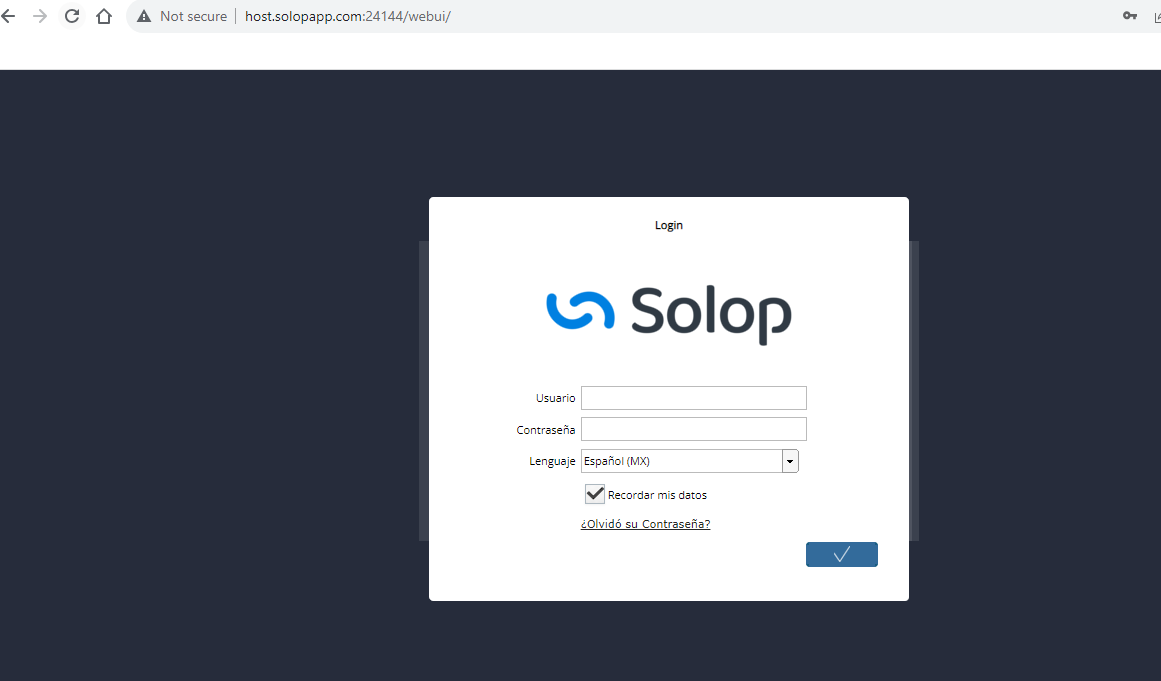 Not secure host.solopapp.com:24144/webui/
Login
Solop
Usuario
Contraseña
Lenguaje Español (MX)
Recordar mis datos
¿Olvidó su Contraseña?